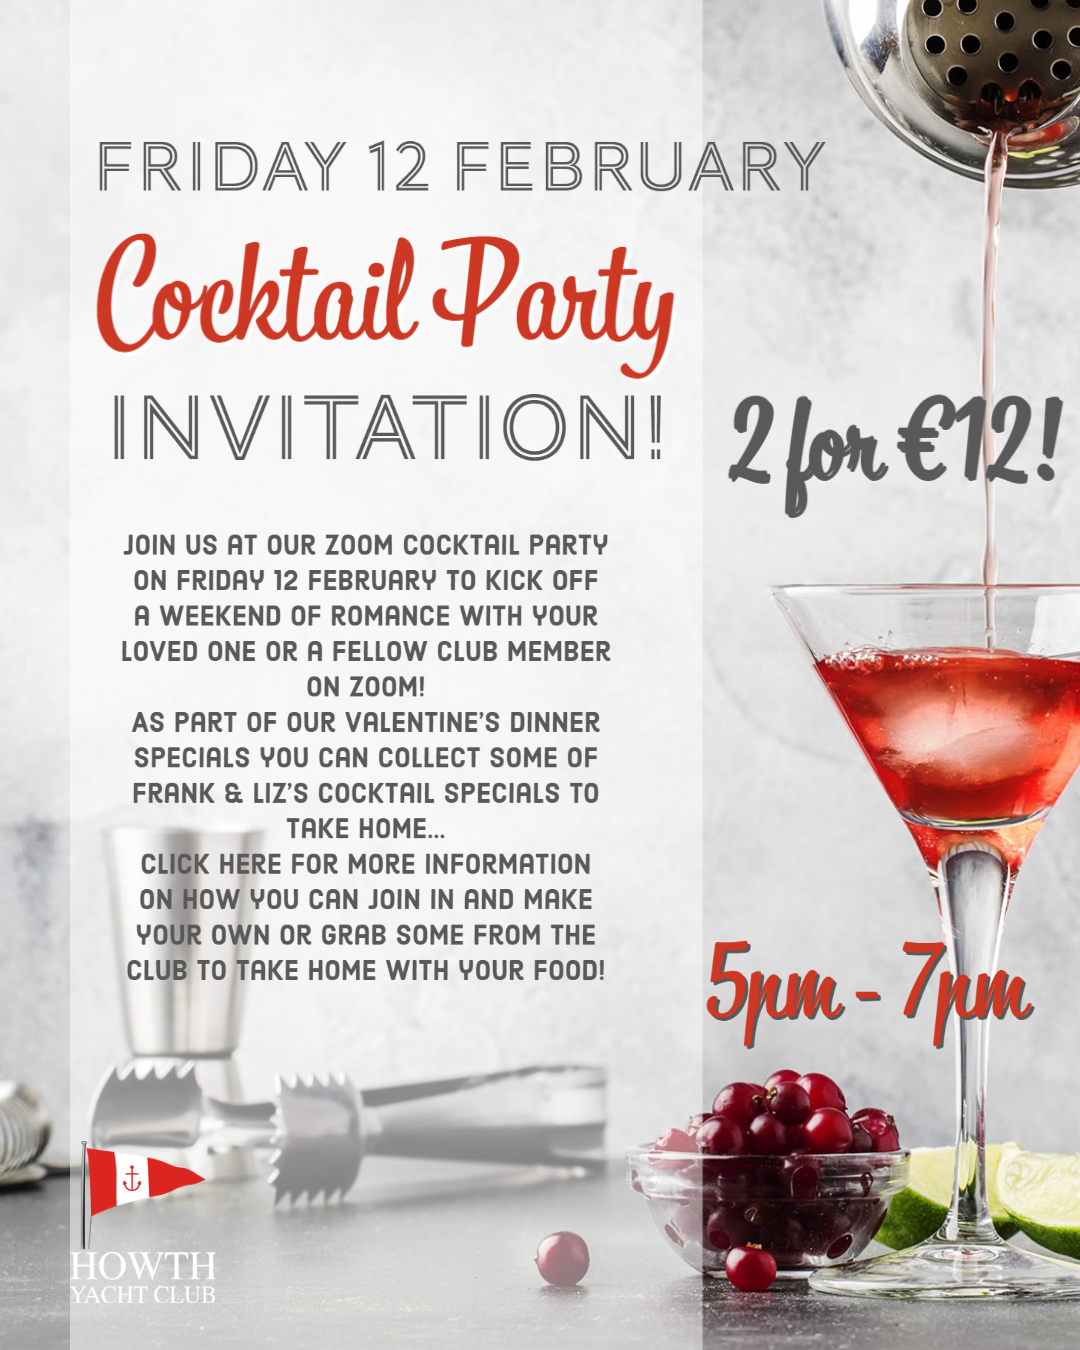 FRIDAY 12 FEBRUARY
Cocktail Party
INVITATION!
2 for €12!
JOIN US AT OUR ZOOM COCKTAIL PARTY
ON FRIDAY 12 FEBRUARY TO KICK OFF
A WEEKEND OF ROMANCE WITH YOUR
LOVED ONE OR A FELLOW CLUB MEMBER
ON ZOOM!
AS PART OF OUR VALENTINE'S DINNER
SPECIALS YOU CAN COLLECT SOME OF
FRANK & LIZ'S COCKTAIL SPECIALS TO
TAKE HOME...
CLICK HERE FOR MORE INFORMATION
ON HOW YOU CAN JOIN IN AND MAKE
YOUR OWN OR GRAB SOME FROM THE
CLUB TO TAKE HOME WITH YOUR FOOD!
5pm - 7pm
HOWTH
YACHT CLUB